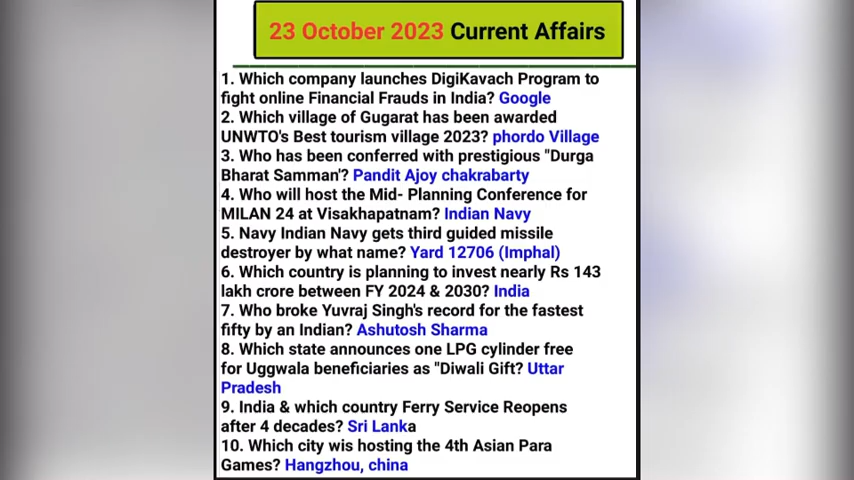 23 October 2023 Current Affairs
1. Which company launches DigiKavach Program to
fight online Financial Frauds in India? Google
2. Which village of Gugarat has been awarded
UNWTO's Best tourism village 2023? phordo Village
3. Who has been conferred with prestigious "Durga
Bharat Samman'? Pandit Ajoy chakrabarty
4. Who will host the Mid- Planning Conference for
MILAN 24 at Visakhapatnam? Indian Navy
5. Navy Indian Navy gets third guided missile
destroyer by what name? Yard 12706 (Imphal)
6. Which country is planning to invest nearly Rs 143
lakh crore between FY 2024 & 2030? India
7. Who broke Yuvraj Singh's record for the fastest
fifty by an Indian? Ashutosh Sharma
8. Which state announces one LPG cylinder free
for Uggwala beneficiaries as "Diwali Gift? Uttar
Pradesh
9. India & which country Ferry Service Reopens
after 4 decades? Sri Lanka
10. Which city wis hosting the 4th Asian Para
Games? Hangzhou, china